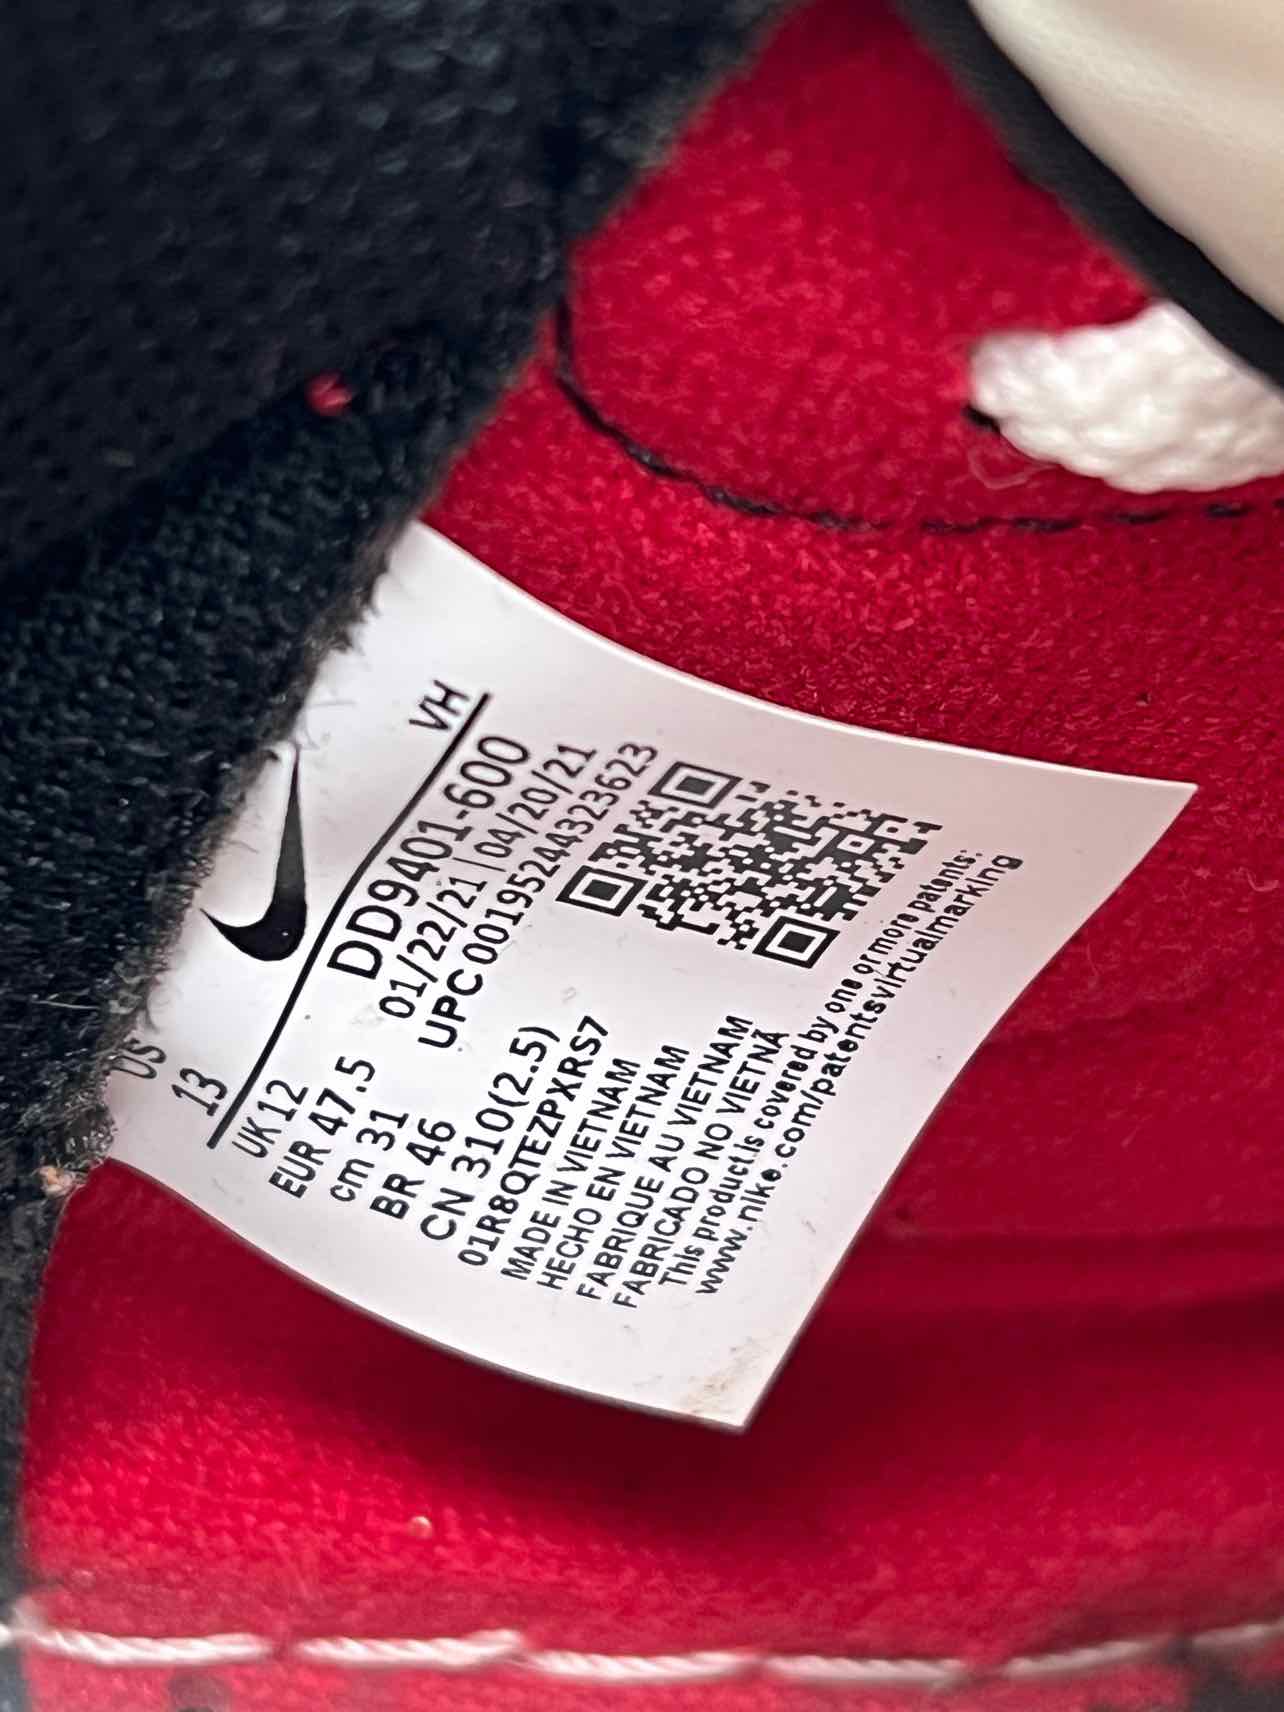 US VH
13
UK 12 DD9401-600
EUR 47.5 01/22/21 | 04/20/21
cm 31 UPC 00195244323623
BR 46
CN 310(2.5)
01R8QTEZPXRS7
MADE IN VIETNAM
HECHO EN VIETNAM
FABRIQUE AU VIETNAM
FABRICADO NO VIETNÃ
This product.Is covered by one or more patents:
www.nike.com/patentsvirtualmarking